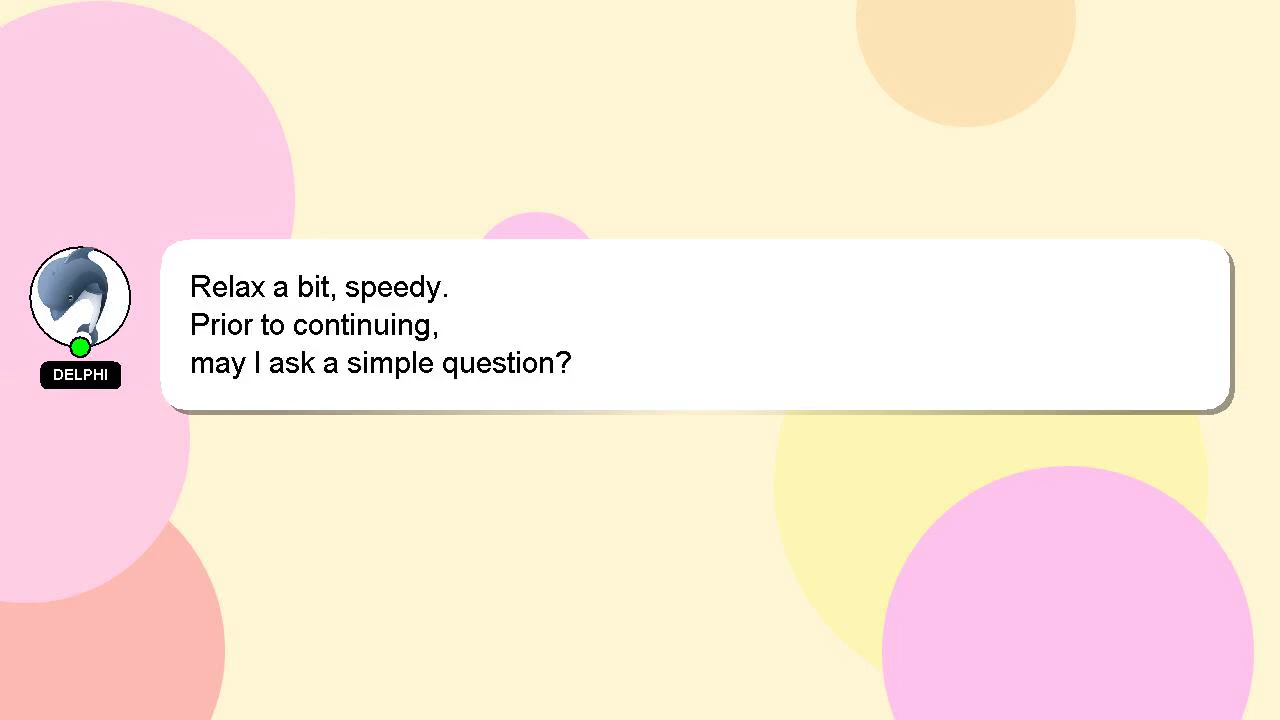 Relax a bit, speedy.
Prior to continuing,
may I ask a simple question?
DELPHI